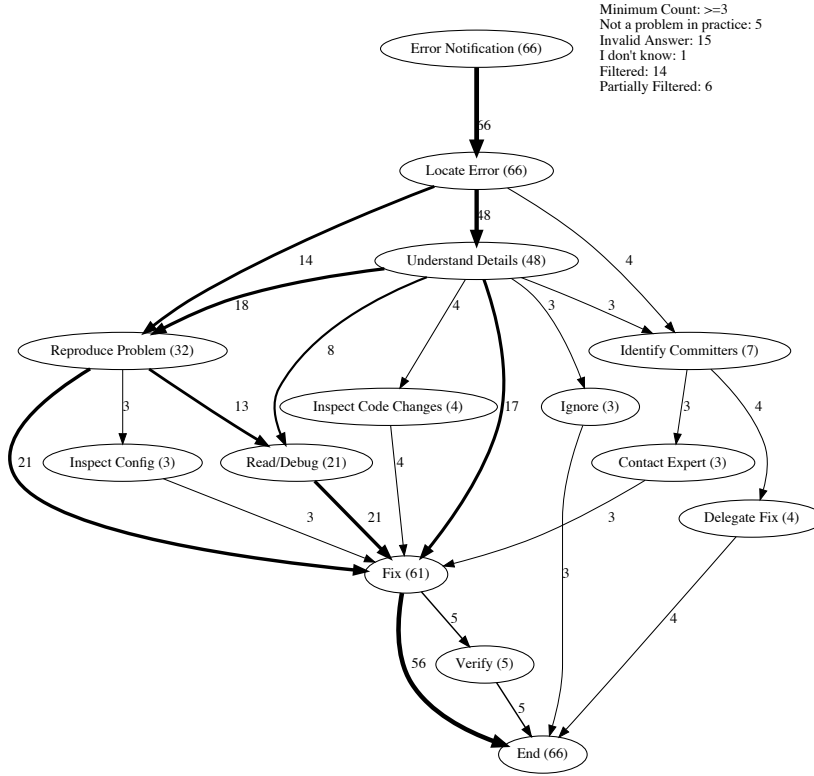 Minimum Count: >=3
Not a problem in practice: 5
Invalid Answer: 15
I don't know: 1
Filtered: 14
Partially Filtered: 6
Error Notification (66)
66
Locate Error (66)
48
14
4
Understand Details (48)
18
8
4
17
3
3
Reproduce Problem (32)
Identify Committers (7)
21
3
13
Inspect Code Changes (4)
Ignore (3)
3
4
Inspect Config (3)
Read/Debug (21)
4
Contact Expert (3)
3
21
3
Delegate Fix (4)
Fix (61)
3
56
5
4
Verify (5)
5
End (66)